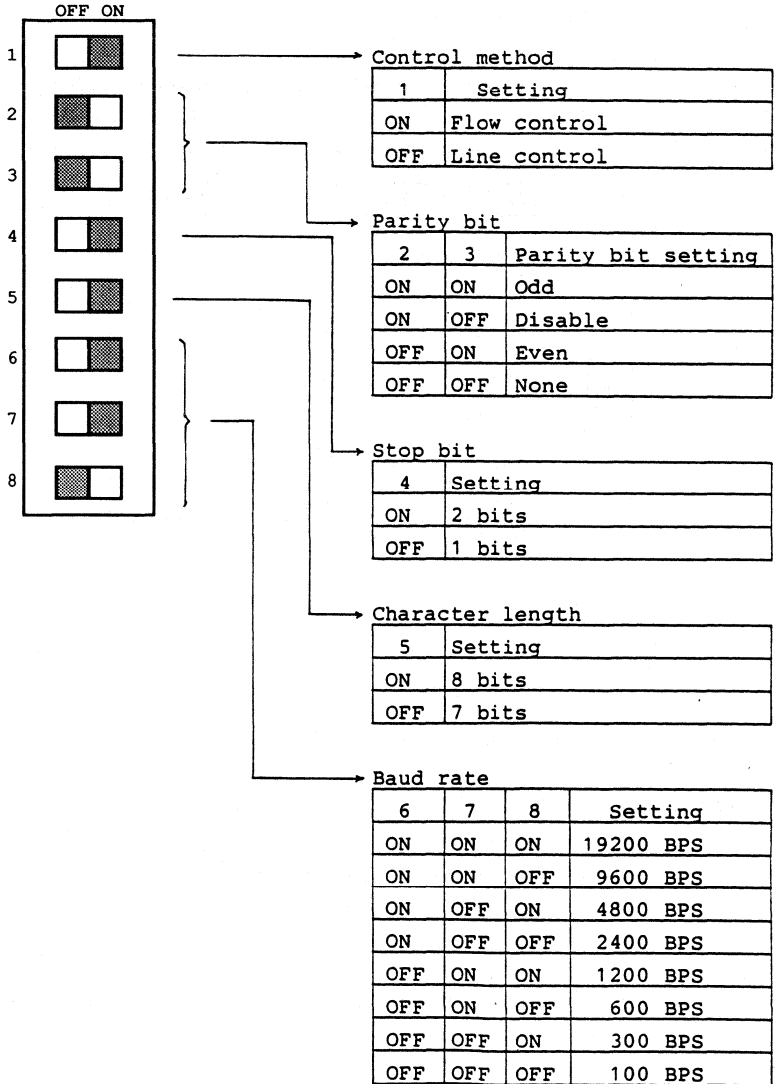 OFF ON
1
2
3
4
5
6
7
8
Control method
1 Setting
ON Flow control
OFF Line control
Parity bit
2 3 Parity bit setting
ON ON Odd
ON OFF Disable
OFF ON Even
OFF OFF None
Stop bit
4 Setting
ON 2 bits
OFF 1 bits
Character length
5 Setting
ON 8 bits
OFF 7 bits
Baud rate
6 7 8 Setting
ON ON ON 19200 BPS
ON ON OFF 9600 BPS
ON OFF ON 4800 BPS
ON OFF OFF 2400 BPS
OFF ON ON 1200 BPS
OFF ON OFF 600 BPS
OFF OFF ON 300 BPS
OFF OFF OFF 100 BPS